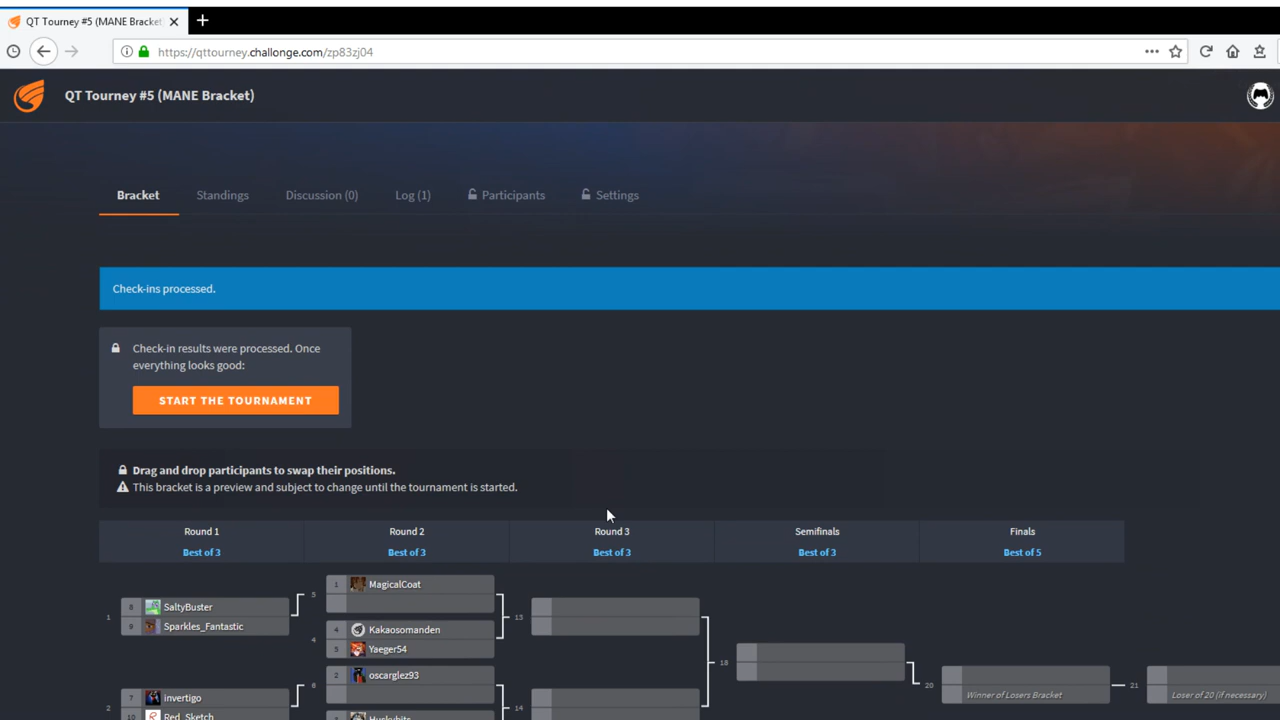 QT Tourney #5 (MANE Bracket)
https://qttourney.challonge.com/zp83zj04
QT Tourney #5 (MANE Bracket)
Bracket Standings Discussion (0) Log (1) Participants Settings
Check-ins processed.
Check-in results were processed. Once
everything looks good:
START THE TOURNAMENT
Drag and drop participants to swap their positions.
This bracket is a preview and subject to change until the tournament is started.
Round 1 Round 2 Round 3 Semifinals Finals
Best of 3 Best of 3 Best of 3 Best of 3 Best of 5
1 MagicalCoat
5
8 SaltyBuster
1
9 Sparkles_Fantastic
13
4 Kakaosomanden
4
5 Yaeger54
18
2 oscarglez93
6
20 Winner of Losers Bracket
21 Loser of 20 (if necessary)
7 invertigo
2
10 Red_Sketch
14
3 Huskybits